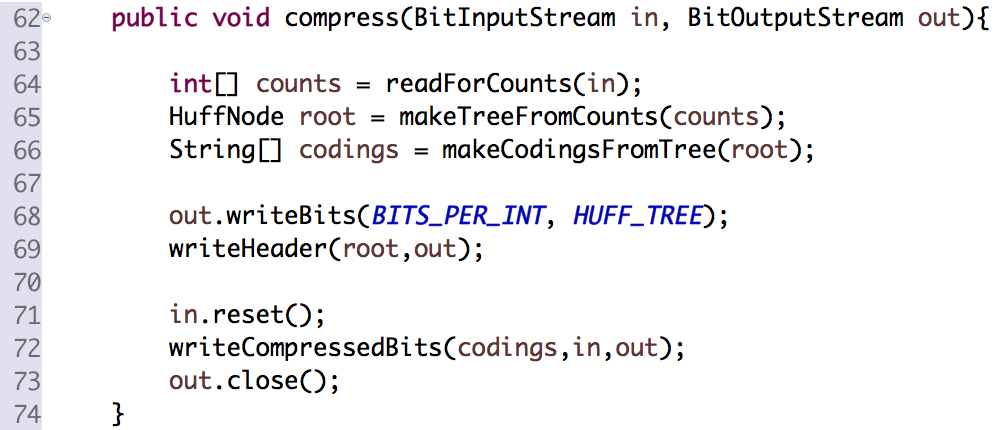 62 public void compress(BitInputStream in, BitOutputStream out){
63
64 int[] counts = readForCounts(in);
65 HuffNode root = makeTreeFromCounts(counts);
66 String[] codings = makeCodingsFromTree(root);
67
68 out.writeBits(BITS_PER_INT, HUFF_TREE);
69 writeHeader(root,out);
70
71 in.reset();
72 writeCompressedBits(codings,in,out);
73 out.close();
74 }